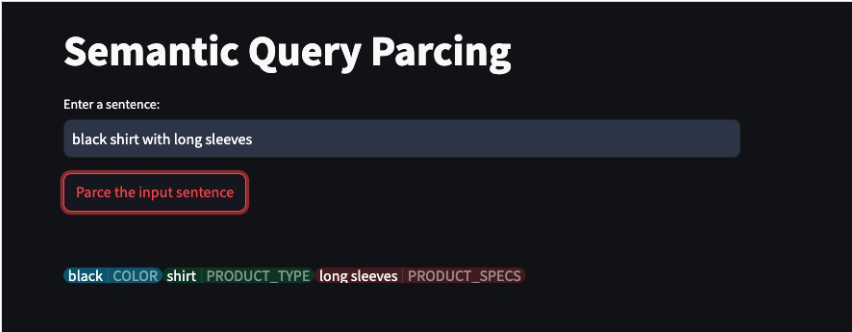 Semantic Query Parcing
Enter a sentence:
black shirt with long sleeves
Parce the input sentence
black COLOR shirt PRODUCT_TYPE long sleeves PRODUCT_SPECS